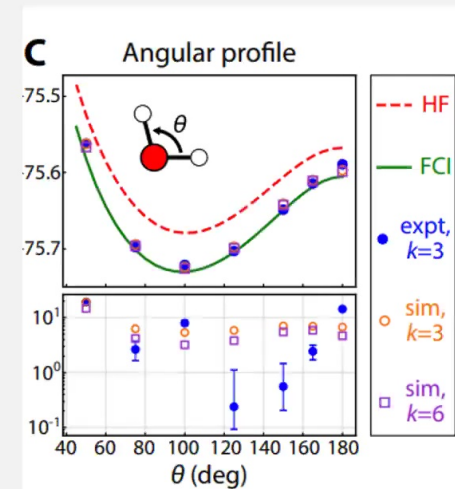 C
Angular profile
-75.5
-75.6
-75.7
θ
10¹
10⁰
10⁻¹
40 60 80 100 120 140 160 180
θ (deg)
HF
FCI
expt,
k=3
sim,
k=3
sim,
k=6